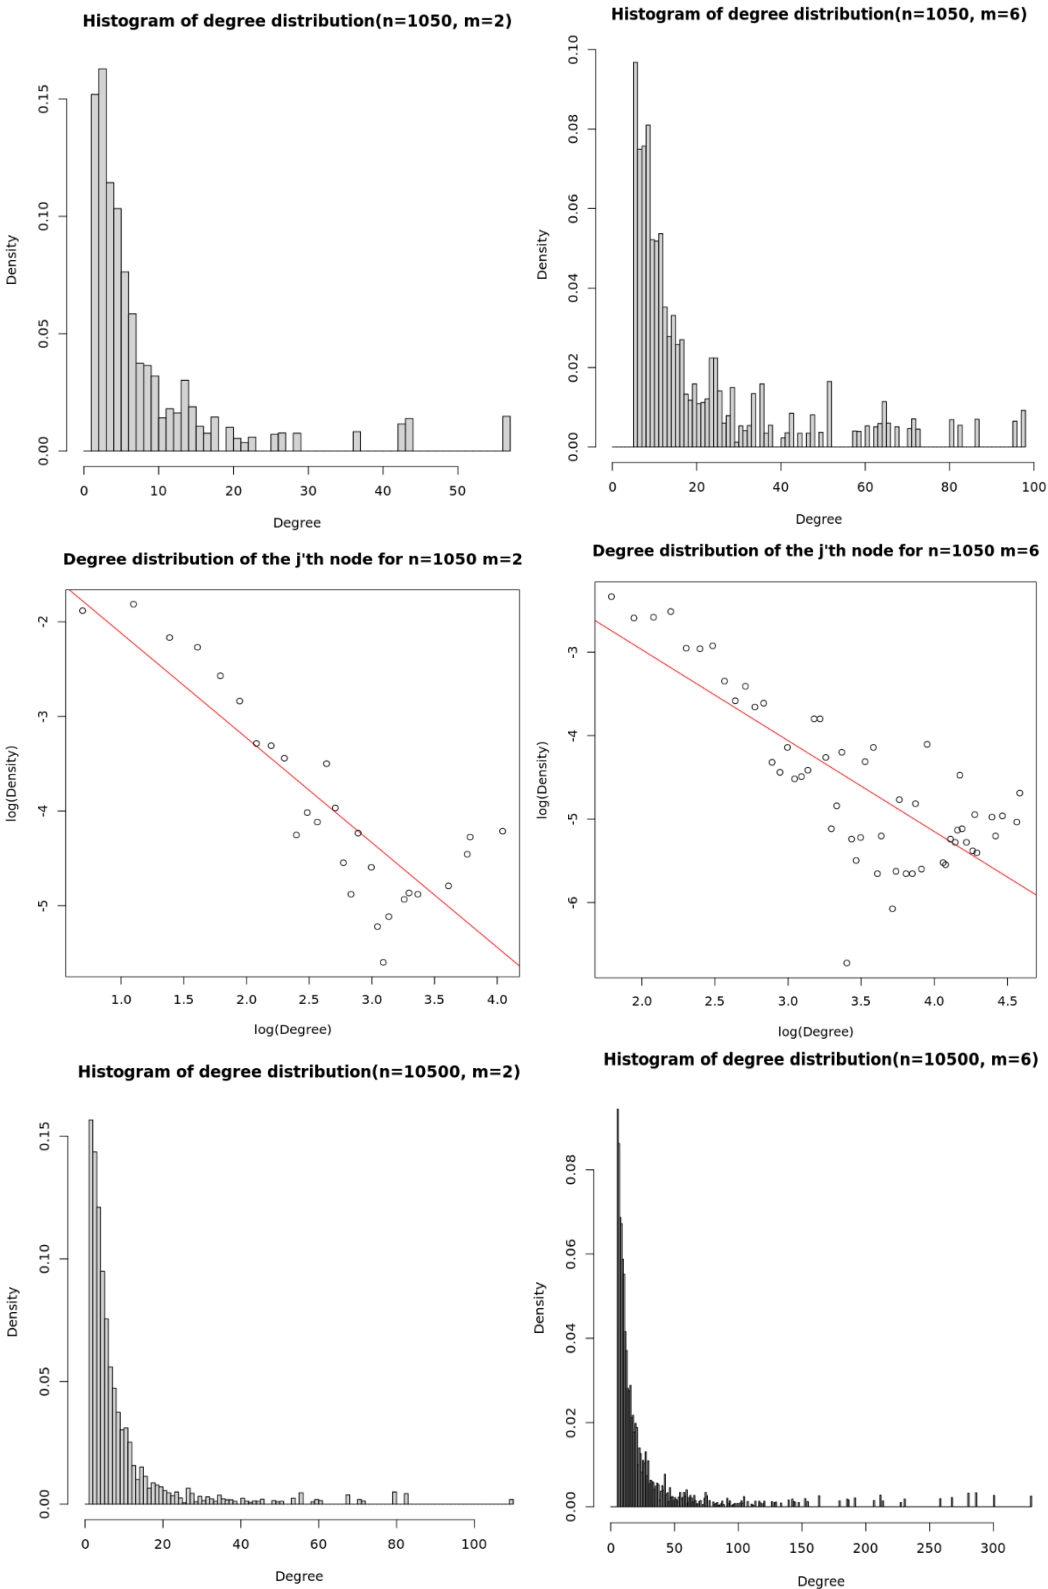 Histogram of degree distribution(n=1050, m=2)
Density
0.00
0.05
0.10
0.15
0 10 20 30 40 50
Degree
Histogram of degree distribution(n=1050, m=6)
Density
0.00
0.02
0.04
0.06
0.08
0.10
0 20 40 60 80 100
Degree
Degree distribution of the j'th node for n=1050 m=2
log(Density)
-5
-4
-3
-2
1.0 1.5 2.0 2.5 3.0 3.5 4.0
log(Degree)
Degree distribution of the j'th node for n=1050 m=6
log(Density)
-6
-5
-4
-3
2.0 2.5 3.0 3.5 4.0 4.5
log(Degree)
Histogram of degree distribution(n=10500, m=2)
Density
0.00
0.05
0.10
0.15
0 20 40 60 80 100
Degree
Histogram of degree distribution(n=10500, m=6)
Density
0.00
0.02
0.04
0.06
0.08
0 50 100 150 200 250 300
Degree